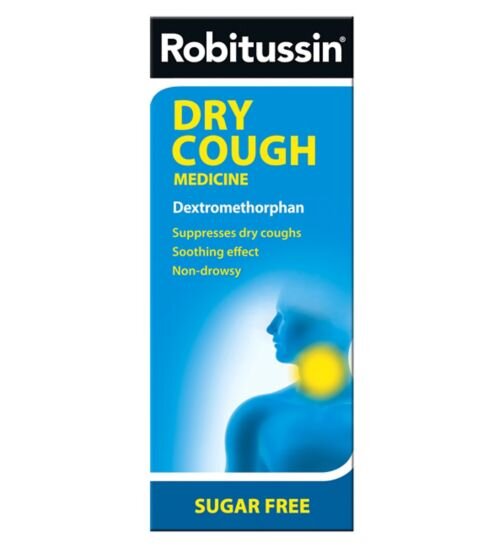 Robitussin®
DRY
COUGH
MEDICINE
Dextromethorphan
Suppresses dry coughs
Soothing effect
Non-drowsy
SUGAR FREE